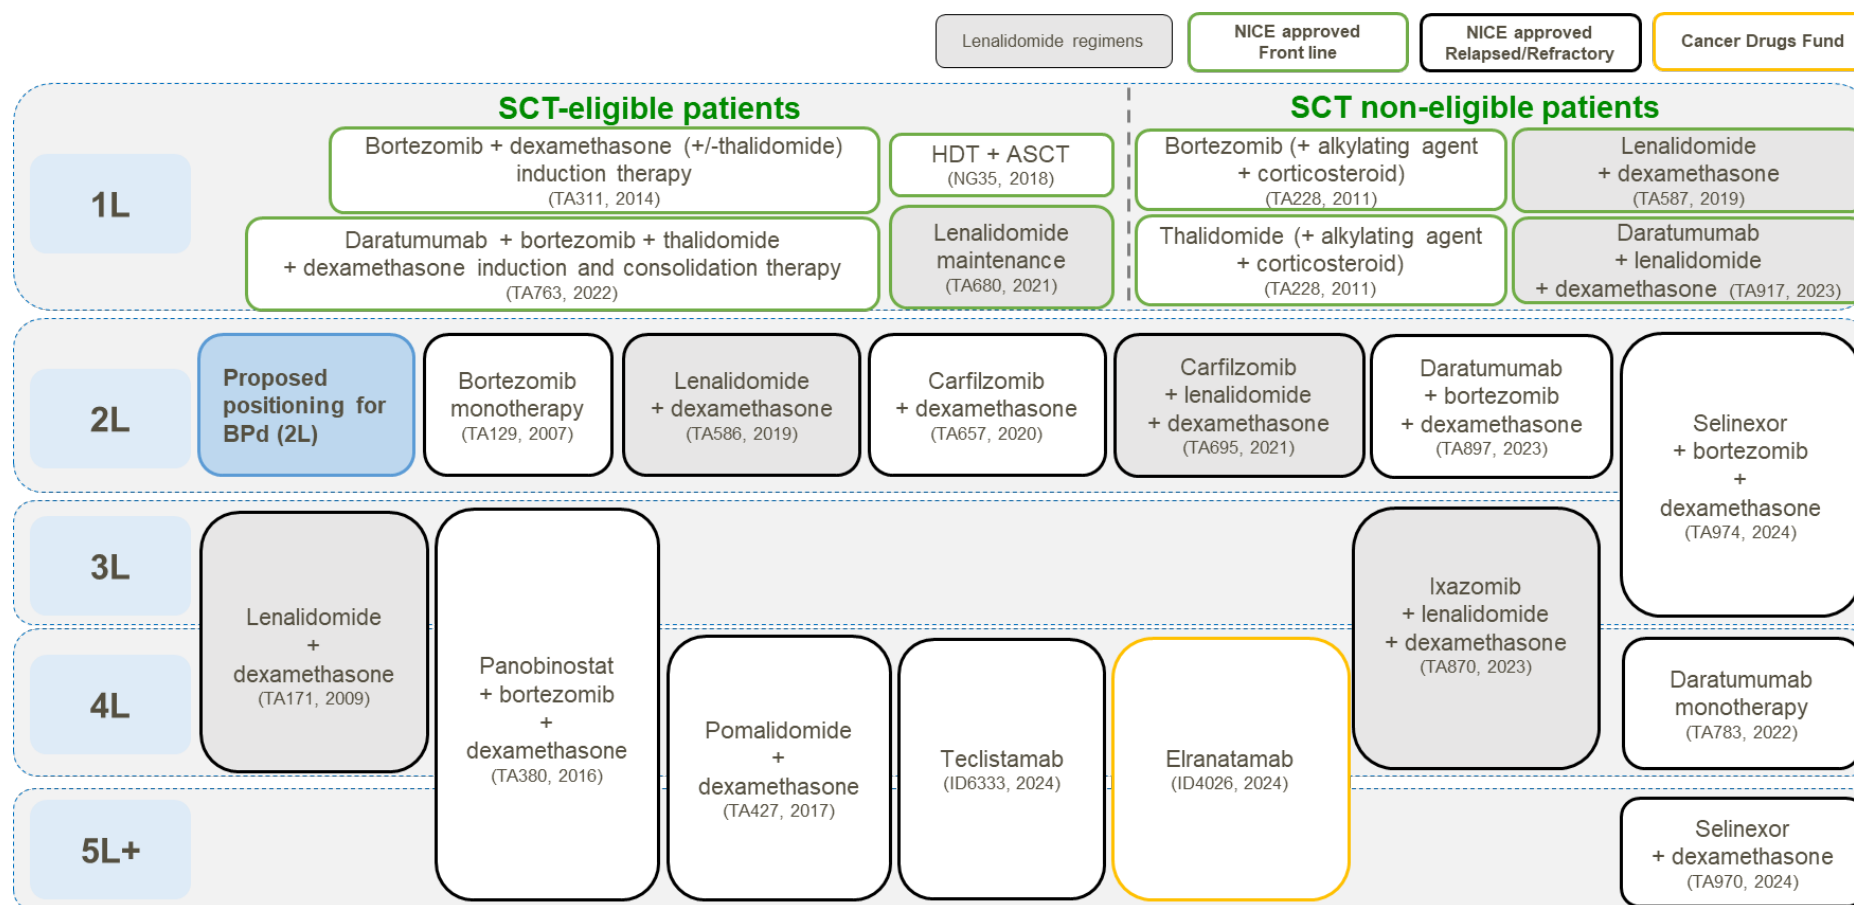 Lenalidomide regimens
NICE approved
Front line
NICE approved
Relapsed/Refractory
Cancer Drugs Fund
SCT-eligible patients
SCT non-eligible patients
1L
Bortezomib + dexamethasone (+/-thalidomide)
induction therapy
(TA311, 2014)
HDT + ASCT
(NG35, 2018)
Bortezomib (+ alkylating agent
+ corticosteroid)
(TA228, 2011)
Lenalidomide
+ dexamethasone
(TA587, 2019)
Daratumumab + bortezomib + thalidomide
+ dexamethasone induction and consolidation therapy
(TA763, 2022)
Lenalidomide
maintenance
(TA680, 2021)
Thalidomide (+ alkylating agent
+ corticosteroid)
(TA228, 2011)
Daratumumab
+ lenalidomide
+ dexamethasone (TA917, 2023)
2L
Proposed
positioning for
BPd (2L)
Bortezomib
monotherapy
(TA129, 2007)
Lenalidomide
+ dexamethasone
(TA586, 2019)
Carfilzomib
+ dexamethasone
(TA657, 2020)
Carfilzomib
+ lenalidomide
+ dexamethasone
(TA695, 2021)
Daratumumab
+ bortezomib
+ dexamethasone
(TA897, 2023)
Selinexor
+ bortezomib
+
dexamethasone
(TA974, 2024)
3L
Lenalidomide
+
dexamethasone
(TA171, 2009)
Panobinostat
+ bortezomib
+
dexamethasone
(TA380, 2016)
Ixazomib
+ lenalidomide
+ dexamethasone
(TA870, 2023)
4L
Pomalidomide
+
dexamethasone
(TA427, 2017)
Teclistamab
(ID6333, 2024)
Elranatamab
(ID4026, 2024)
Daratumumab
monotherapy
(TA783, 2022)
5L+
Selinexor
+ dexamethasone
(TA970, 2024)